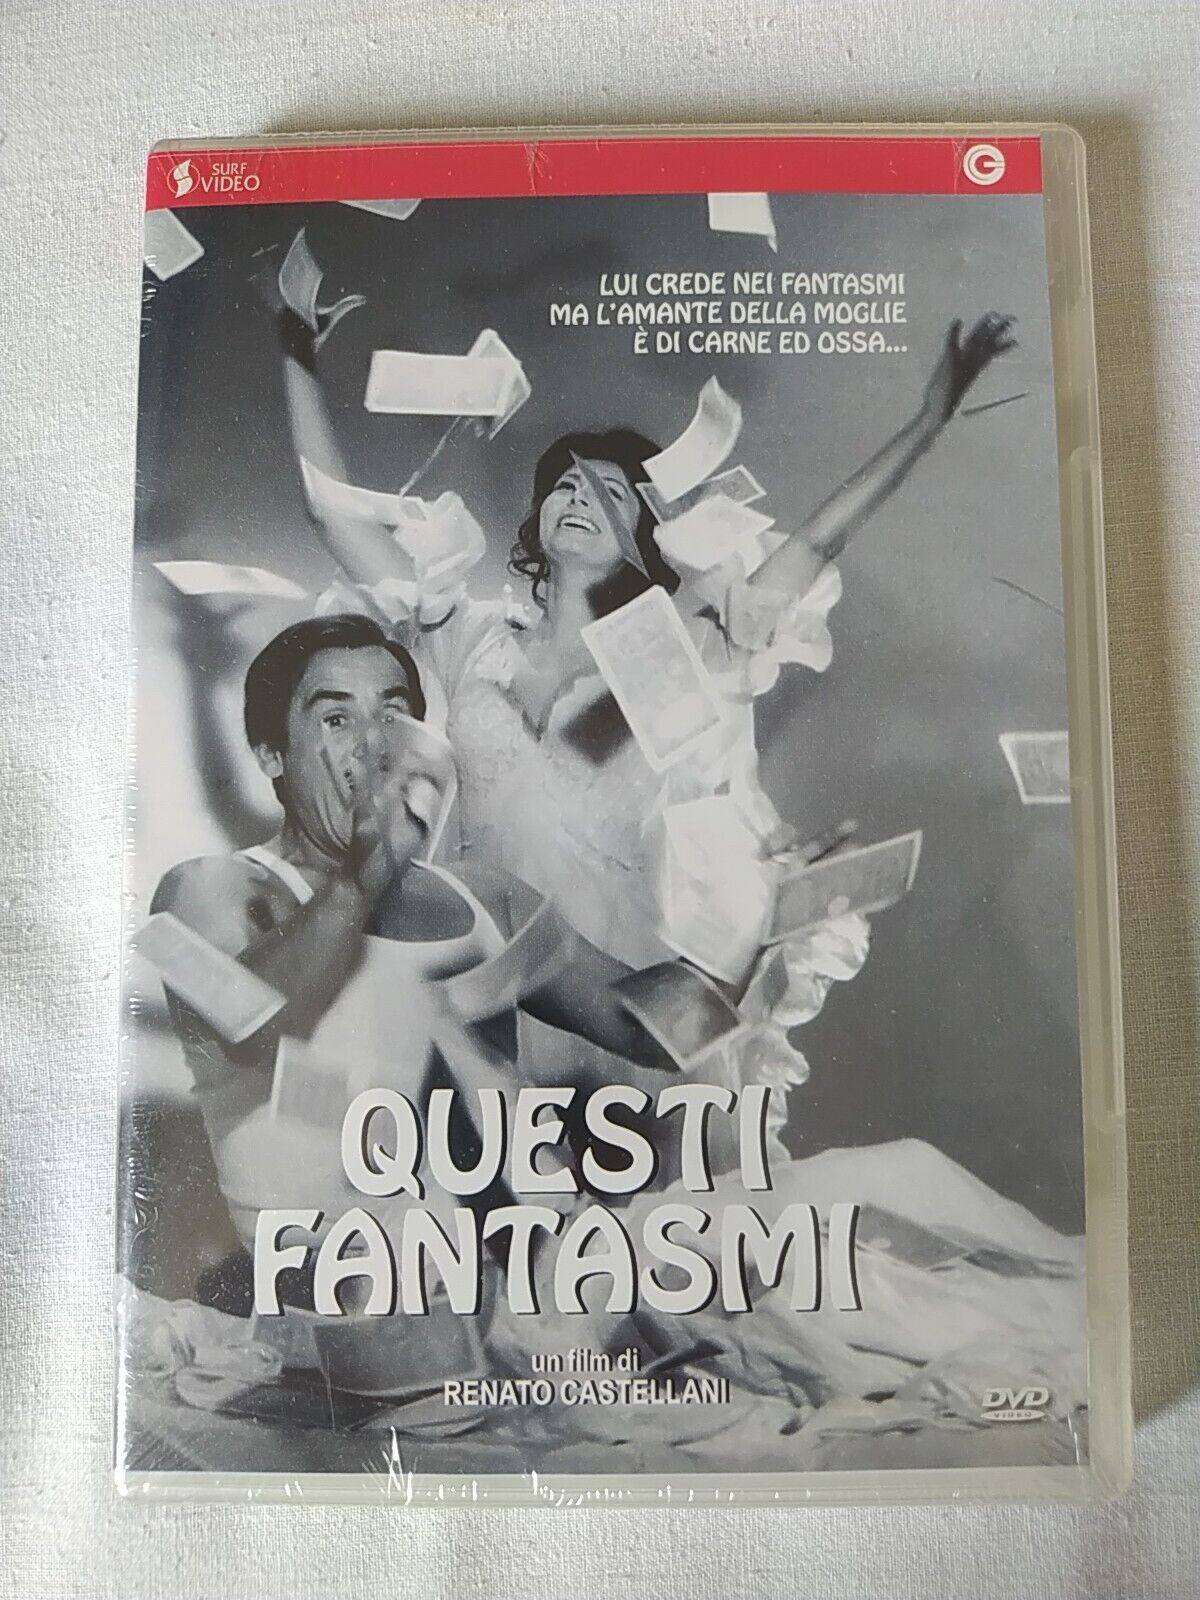 SURF
VIDEO
LUI CREDE NEI FANTASMI
MA L'AMANTE DELLA MOGLIE
È DI CARNE ED OSSA...
QUESTI
FANTASMI
un film di
RENATO CASTELLANI
DVD
VIDEO